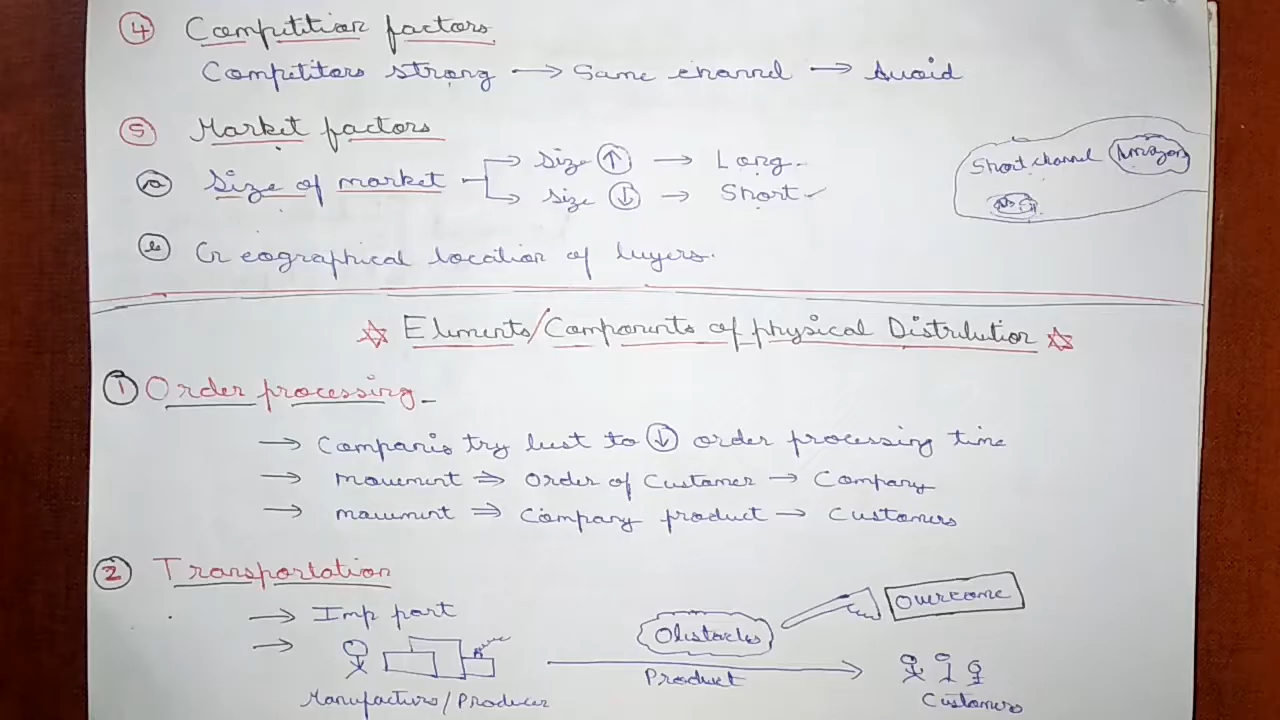 4 Competition factors
Competitors strong → Same channel → Avoid
5 Market factors
a Size of market
Size ↑ → Long
Size ↓ → Short ✓
Short channel Amazon
b Geographical location of buyers.
☆ Elements/Components of physical Distribution ☆
1 Order processing -
→ Companis try best to ↓ order processing time
→ movement ⇒ Order of Customer → Company
→ movement ⇒ Company product → Customers
2 Transportation
→ Imp part
Overcome
→ Obstacles
Product
Manufacturs/Producer
Customers